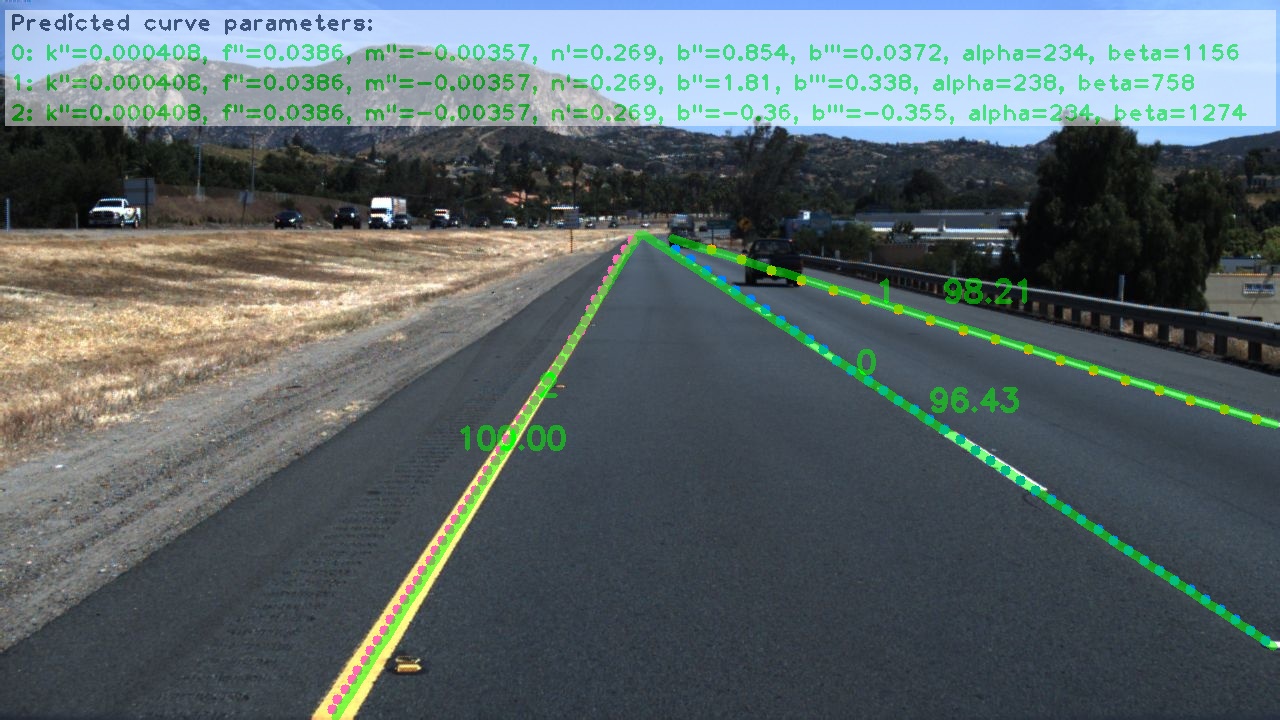 Predicted curve parameters:
0: k''=0.000408, f''=0.0386, m''=-0.00357, n'=0.269, b''=0.854, b'''=0.0372, alpha=234, beta=1156
1: k''=0.000408, f''=0.0386, m''=-0.00357, n'=0.269, b''=1.81, b'''=0.338, alpha=238, beta=758
2: k''=0.000408, f''=0.0386, m''=-0.00357, n'=0.269, b''=-0.36, b'''=-0.355, alpha=234, beta=1274
1 98.21
0
2
96.43
100.00